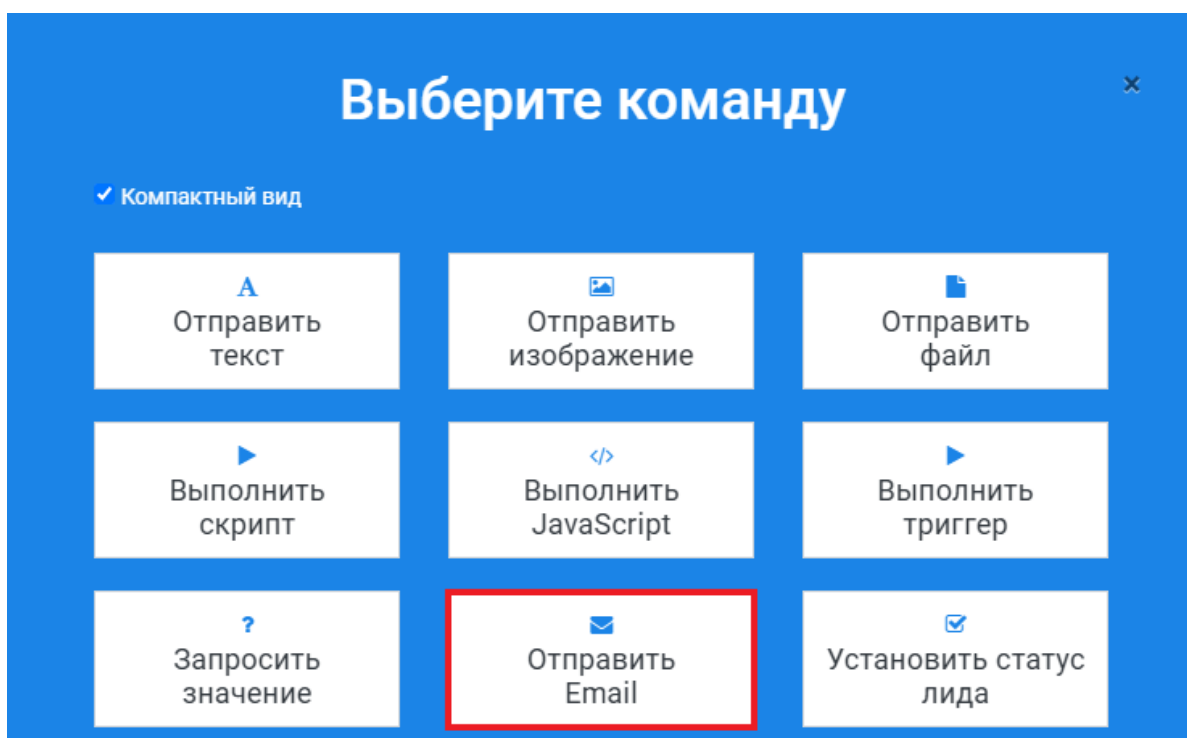 Выберите команду
Компактный вид
Отправить
текст
Отправить
изображение
Отправить
файл
Выполнить
скрипт
</>
Выполнить
JavaScript
Выполнить
триггер
?
Запросить
значение
Отправить
Email
Установить статус
лида